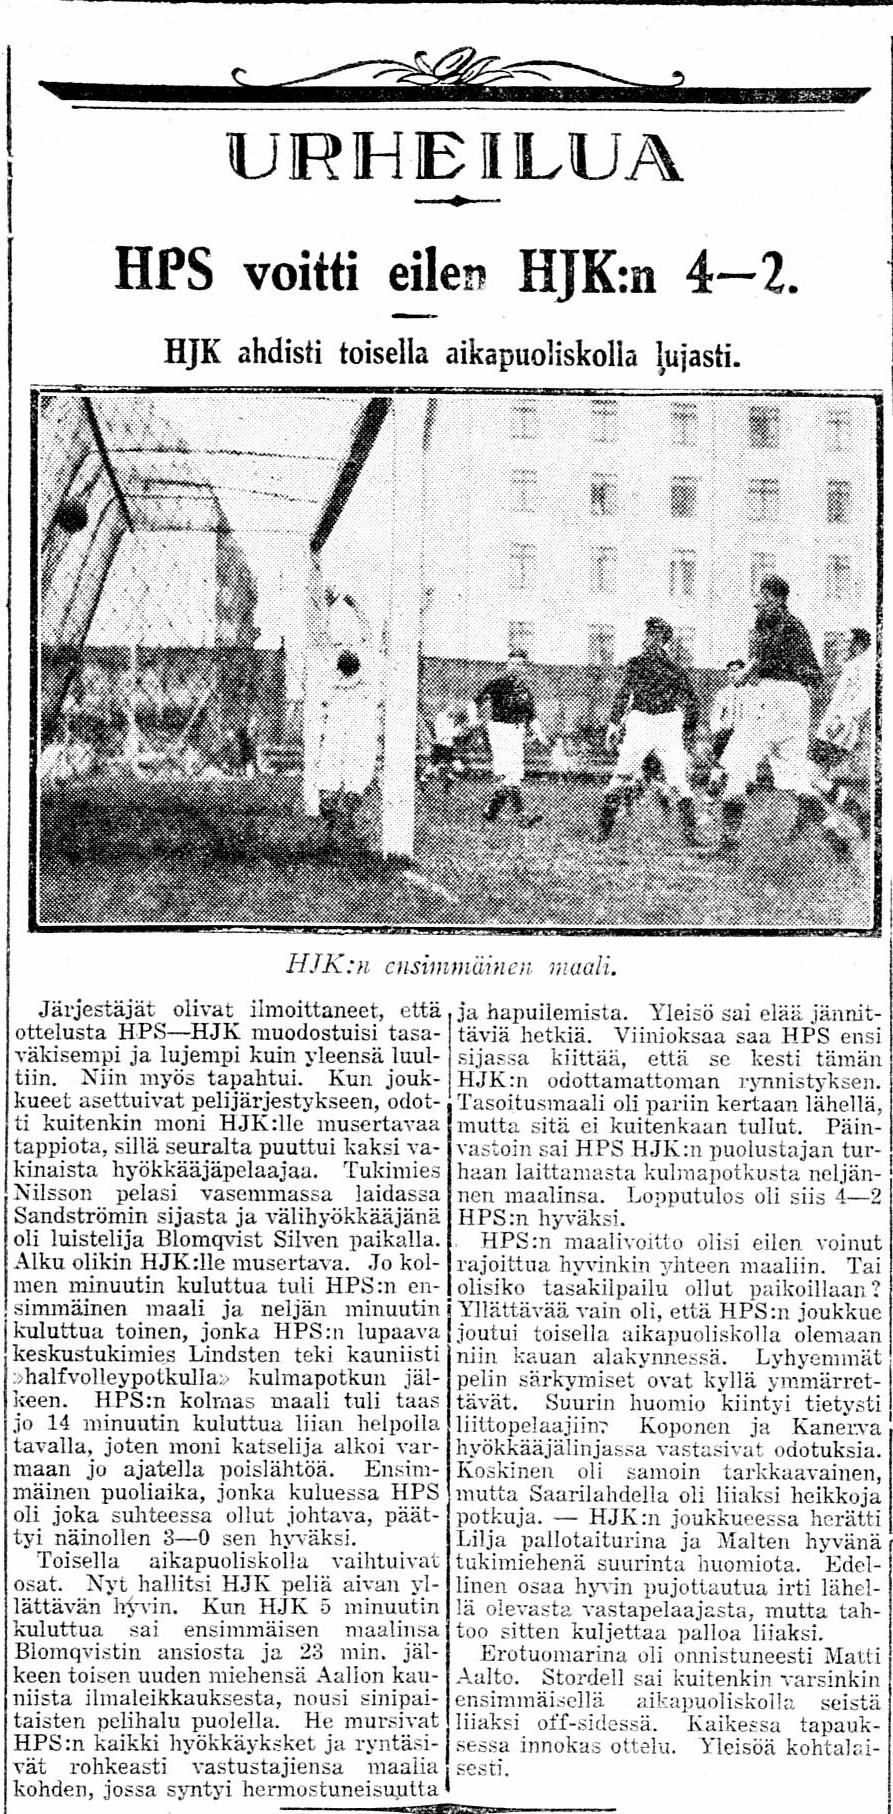 URHEILUA
HPS voitti eilen HJK:n 4—2.
HJK ahdisti toisella aikapuoliskolla lujasti.
HJK:n ensimmäinen maali.
Järjestäjät olivat ilmoittaneet, että
ottelusta HPS—HJK muodostuisi tasa-
väkisempi ja lujempi kuin yleensä luul-
tiin. Niin myös tapahtui. Kun jouk-
kueet asettuivat pelijärjestykseen, odot-
ti kuitenkin moni HJK:lle musertavaa
tappiota, sillä seuralta puuttui kaksi va-
kinaista hyökkääjäpelaajaa. Tukimies
Nilsson pelasi vasemmassa laidassa
Sandströmin sijasta ja välihyökkääjänä
oli luistelija Blomqvist Silven paikalla.
Alku olikin HJK:lle musertava. Jo kol-
men minuutin kuluttua tuli HPS:n en-
simmäinen maali ja neljän minuutin
kuluttua toinen, jonka HPS:n lupaava
keskustukimies Lindsten teki kauniisti
»halfvolleypotkulla» kulmapotkun jäl-
keen. HPS:n kolmas maali tuli taas
jo 14 minuutin kuluttua liian helpolla
tavalla, joten moni katselija alkoi var-
maan jo ajatella poislähtöä. Ensim-
mäinen puoliaika, jonka kuluessa HPS
oli joka suhteessa ollut johtava, päät-
tyi näinollen 3—0 sen hyväksi.
Toisella aikapuoliskolla vaihtuivat
osat. Nyt hallitsi HJK peliä aivan yl-
lättävän hyvin. Kun HJK 5 minuutin
kuluttua sai ensimmäisen maalinsa
Blomqvistin ansiosta ja 23 min. jäl-
keen toisen uuden miehensä Aallon kau-
niista ilmaleikkauksesta, nousi sinipai-
taisten pelihalu puolella. He mursivat
HPS:n kaikki hyökkäykset ja ryntäsi-
vät rohkeasti vastustajiensa maalia
kohden, jossa syntyi hermostuneisuutta
ja hapuilemista. Yleisö sai elää jännit-
täviä hetkiä. Viinioksaa saa HPS ensi
sijassa kiittää, että se kesti tämän
HJK:n odottamattoman rynnistyksen.
Tasoitusmaali oli pariin kertaan lähellä,
mutta sitä ei kuitenkaan tullut. Päin-
vastoin sai HPS HJK:n puolustajan tur-
haan laittamasta kulmapotkusta neljän-
nen maalinsa. Lopputulos oli siis 4—2
HPS:n hyväksi.
HPS:n maalivoitto olisi eilen voinut
rajoittua hyvinkin yhteen maaliin. Tai
olisiko tasakilpailu ollut paikoillaan?
Yllättävää vain oli, että HPS:n joukkue
joutui toisella aikapuoliskolla olemaan
niin kauan alakynnessä. Lyhyemmät
pelin särkymiset ovat kyllä ymmärret-
tävät. Suurin huomio kiintyi tietysti
liittopelaajiin? Koponen ja Kanerva
hyökkääjälinjassa vastasivat odotuksia.
Koskinen oli samoin tarkkaavainen,
mutta Saarilahdella oli liiaksi heikkoja
potkuja. — HJK:n joukkueessa herätti
Lilja pallotaiturina ja Malten hyvänä
tukimiehenä suurinta huomiota. Edel-
linen osaa hyvin pujottautua irti lähel-
lä olevasta vastapelaajasta, mutta tah-
too sitten kuljettaa palloa liiaksi.
Erotuomarina oli onnistuneesti Matti
Aalto. Stordell sai kuitenkin varsinkin
ensimmäisellä aikapuoliskolla seistä
liiaksi off-sidessä. Kaikessa tapauk-
sessa innokas ottelu. Yleisöä kohtalai-
sesti.